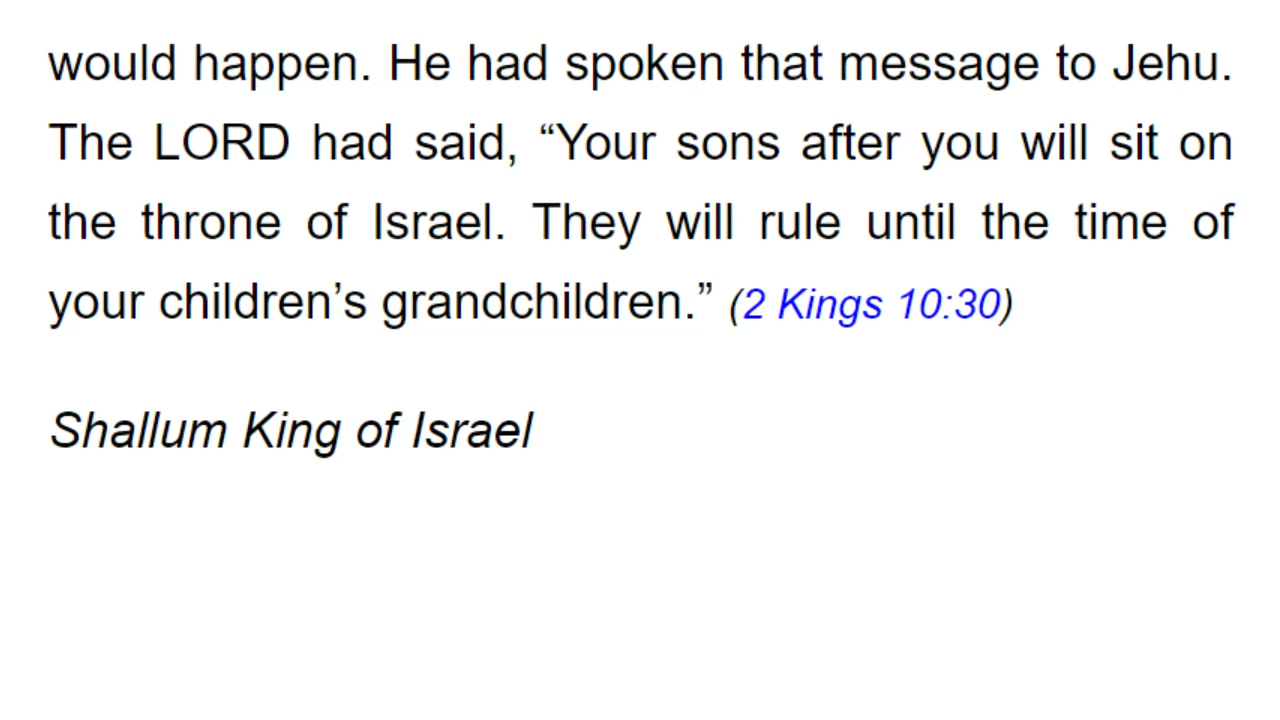 would happen. He had spoken that message to Jehu.
The LORD had said, “Your sons after you will sit on
the throne of Israel. They will rule until the time of
your children’s grandchildren.” (2 Kings 10:30)
Shallum King of Israel